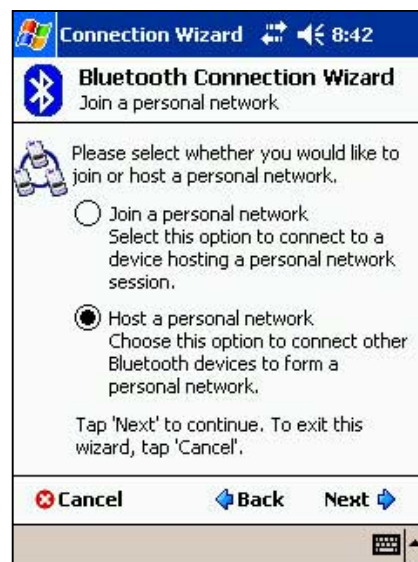 Connection Wizard 8:42
Bluetooth Connection Wizard
Join a personal network
Please select whether you would like to
join or host a personal network.
Join a personal network
Select this option to connect to a
device hosting a personal network
session.
Host a personal network
Choose this option to connect other
Bluetooth devices to form a
personal network.
Tap 'Next' to continue. To exit this
wizard, tap 'Cancel'.
Cancel Back Next